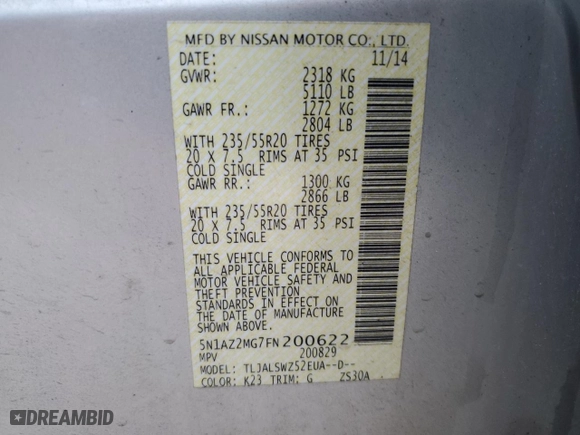 MFD BY NISSAN MOTOR CO., LTD.
DATE: 11/14
GVWR: 2318 KG
5110 LB
GAWR FR.: 1272 KG
2804 LB
WITH 235/55R20 TIRES
20 X 7.5 RIMS AT 35 PSI
COLD SINGLE
GAWR RR.: 1300 KG
2866 LB
WITH 235/55R20 TIRES
20 X 7.5 RIMS AT 35 PSI
COLD SINGLE
THIS VEHICLE CONFORMS TO
ALL APPLICABLE FEDERAL
MOTOR VEHICLE SAFETY AND
THEFT PREVENTION
STANDARDS IN EFFECT ON
THE DATE OF MANUFACTURE
SHOWN ABOVE.
5N1AZ2MG7FN200622
MPV 200829
MODEL: TLJALSWZ52EUA--D--
COLOR: K23 TRIM: G ZS30A
DREAMBID